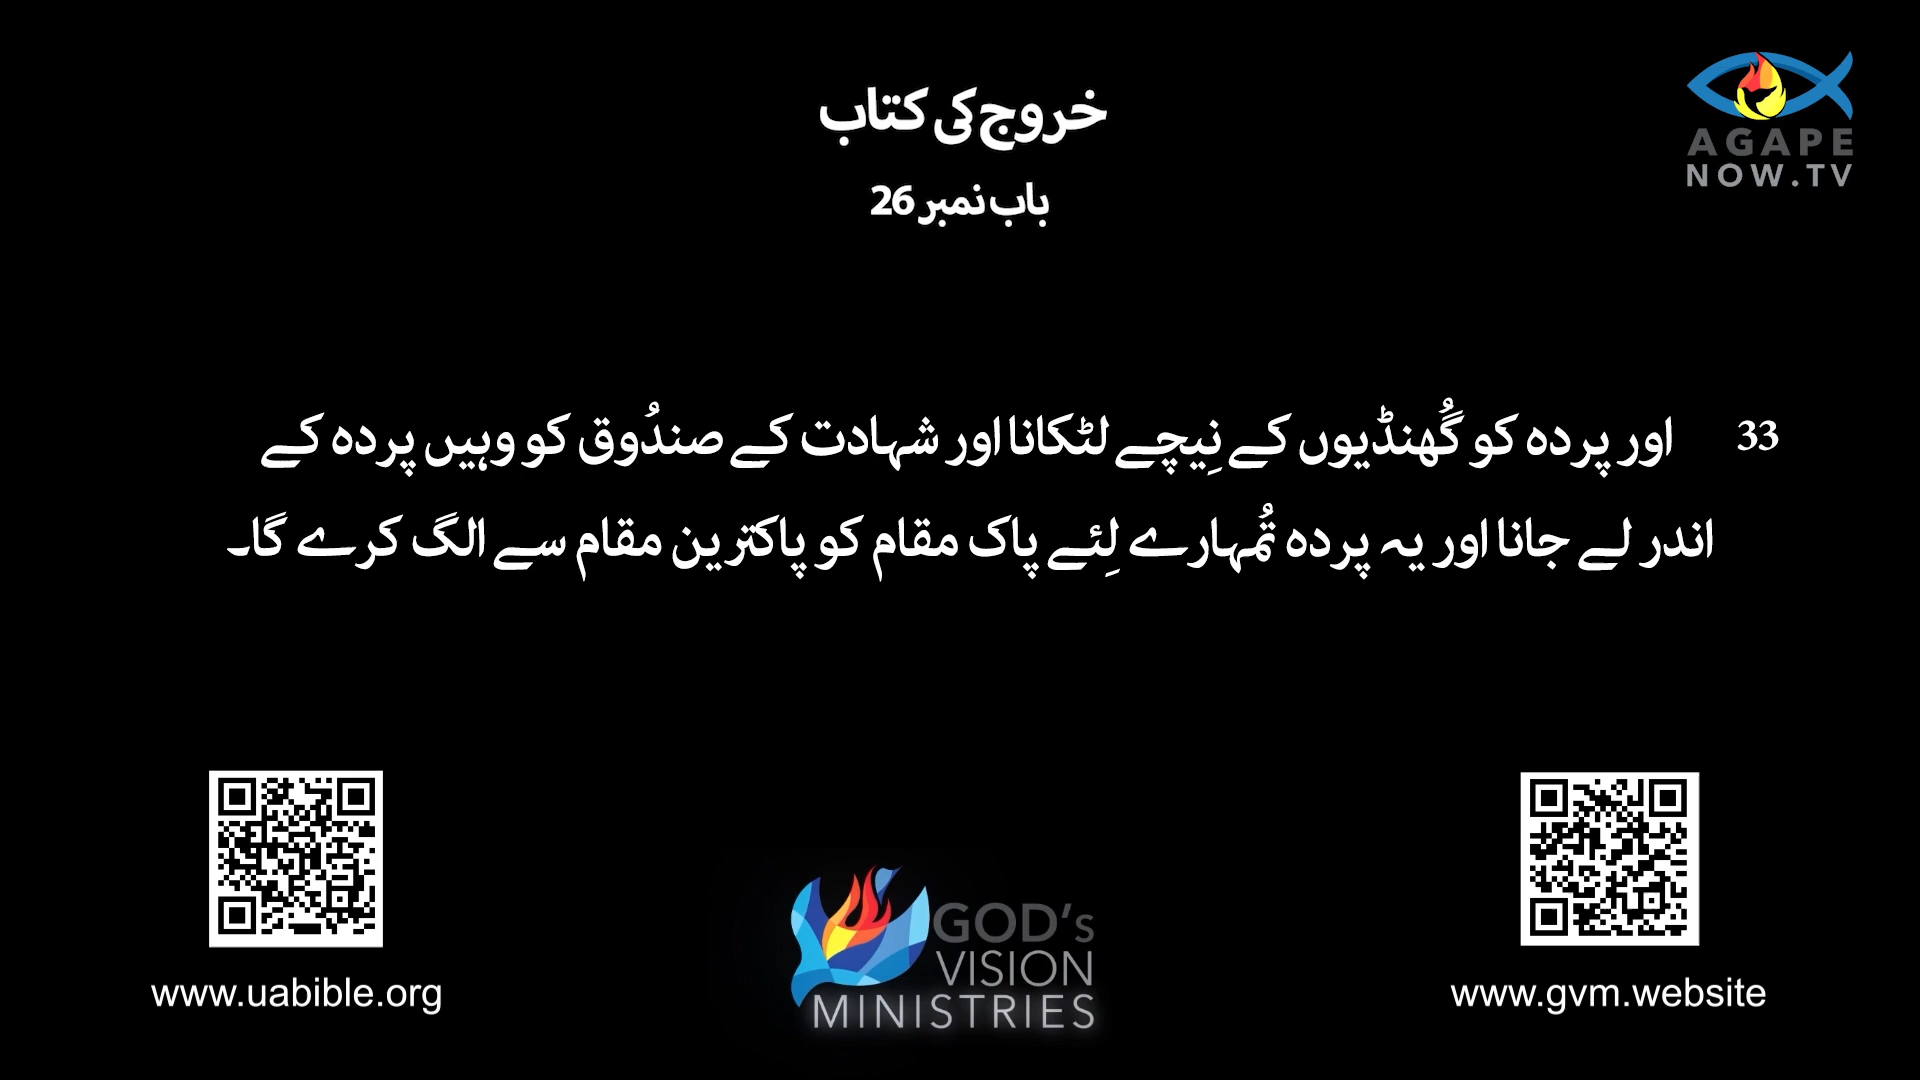 خروج کی کتاب
باب نمبر 26
AGAPE
NOW.TV
33 اور پردہ کو گُھنڈیوں کے نِیچے لٹکانا اور شہادت کے صندُوق کو وہیں پردہ کے
اندر لے جانا اور یہ پردہ تُمہارے لِئے پاک مقام کو پاکترین مقام سے الگ کرے گا۔
www.uabible.org
GOD's
VISION
MINISTRIES
www.gvm.website